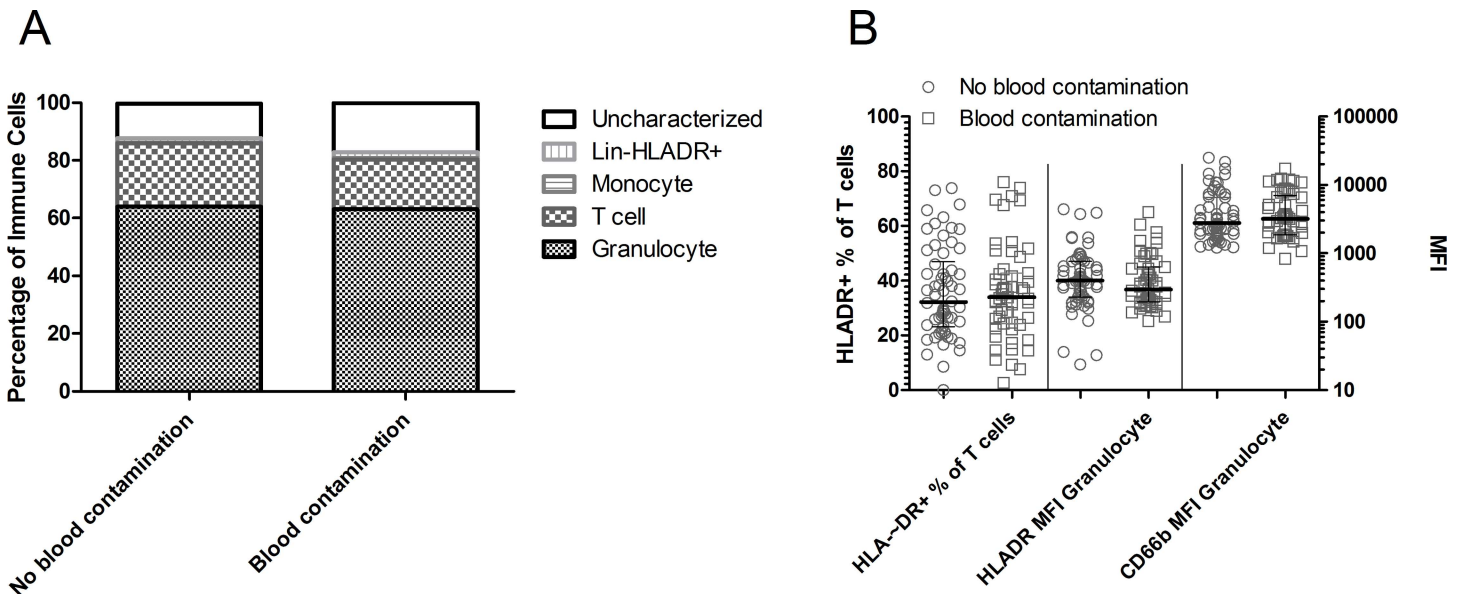 A
Percentage of Immune Cells
100
80
60
40
20
0
No blood contamination
Blood contamination
Uncharacterized
Lin-HLADR+
Monocyte
T cell
Granulocyte
B
No blood contamination
Blood contamination
HLADR+ % of T cells
100
80
60
40
20
0
100000
10000
1000
100
10
MFI
HLA-~DR+ % of T cells
HLADR MFI Granulocyte
CD66b MFI Granulocyte